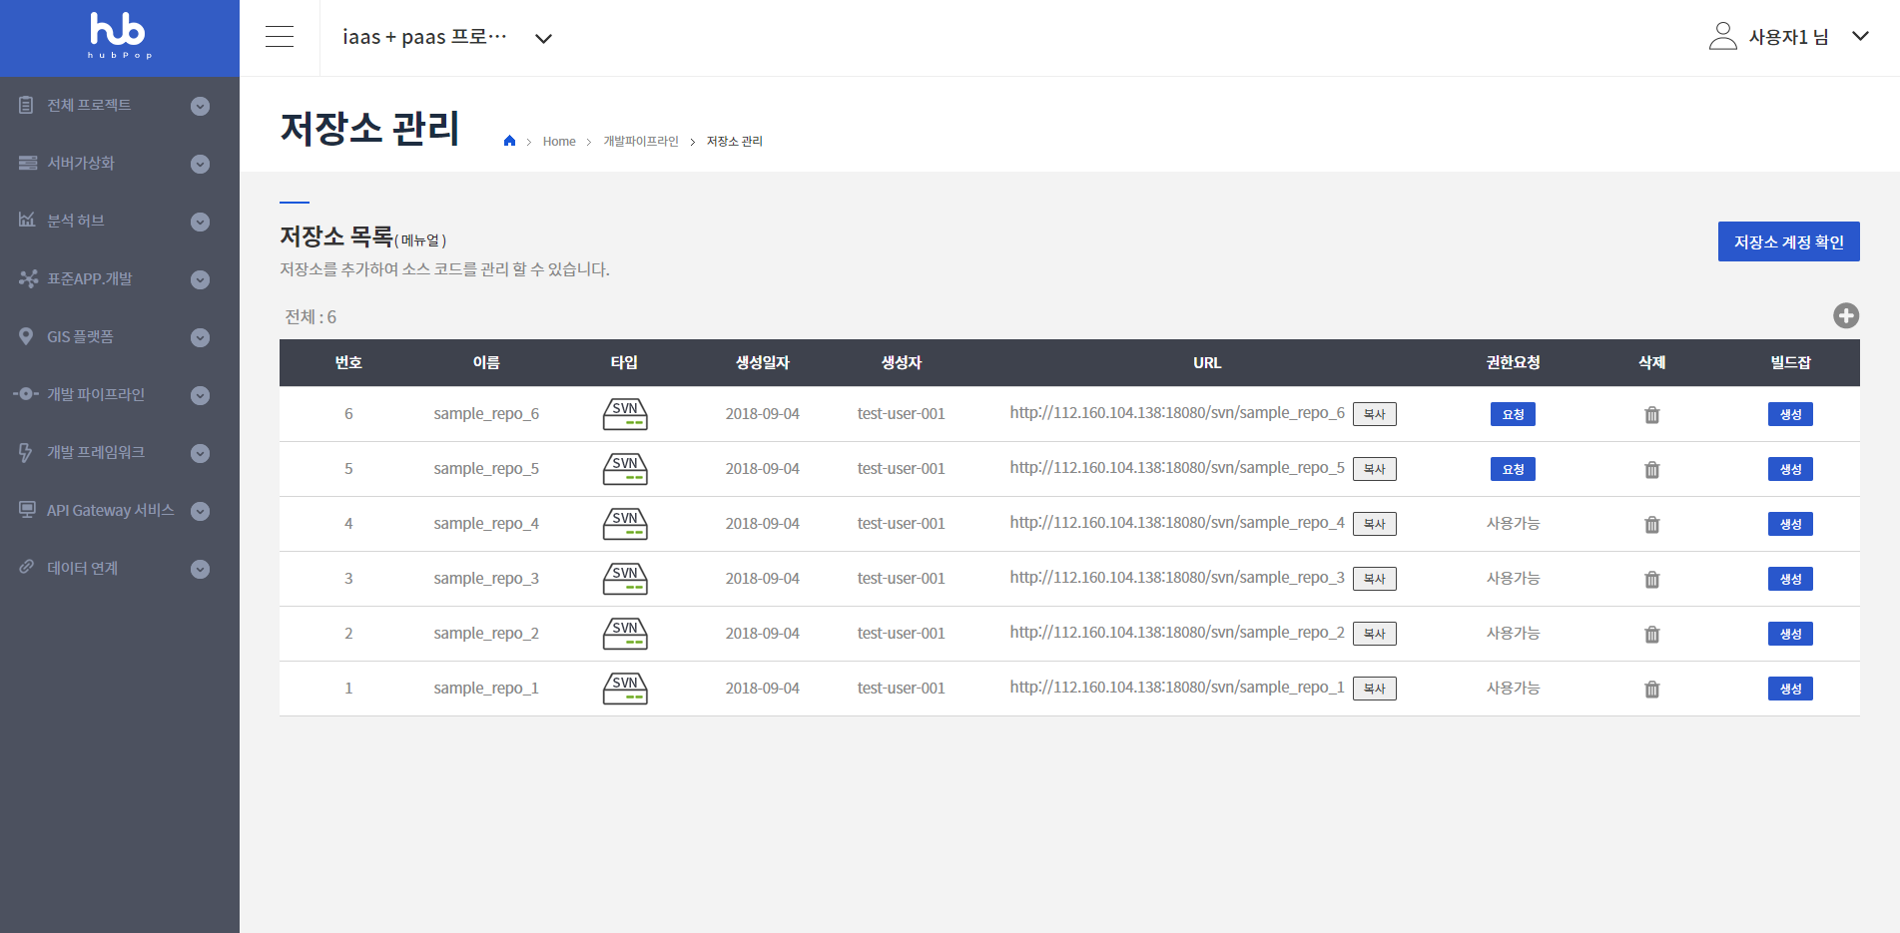 hub
hubPop
iaas + paas 프로···
사용자1 님
전체 프로젝트
서버가상화
분석 허브
표준APP.개발
GIS 플랫폼
개발 파이프라인
개발 프레임워크
API Gateway 서비스
데이터 연계
저장소 관리
> Home > 개발파이프라인 > 저장소 관리
저장소 목록( 메뉴얼 )
저장소 계정 확인
저장소를 추가하여 소스 코드를 관리 할 수 있습니다.
전체 : 6
번호 이름 타입 생성일자 생성자 URL 권한요청 삭제 빌드잡
6 sample_repo_6 SVN 2018-09-04 test-user-001 http://112.160.104.138:18080/svn/sample_repo_6 복사 요청 생성
5 sample_repo_5 SVN 2018-09-04 test-user-001 http://112.160.104.138:18080/svn/sample_repo_5 복사 요청 생성
4 sample_repo_4 SVN 2018-09-04 test-user-001 http://112.160.104.138:18080/svn/sample_repo_4 복사 사용가능 생성
3 sample_repo_3 SVN 2018-09-04 test-user-001 http://112.160.104.138:18080/svn/sample_repo_3 복사 사용가능 생성
2 sample_repo_2 SVN 2018-09-04 test-user-001 http://112.160.104.138:18080/svn/sample_repo_2 복사 사용가능 생성
1 sample_repo_1 SVN 2018-09-04 test-user-001 http://112.160.104.138:18080/svn/sample_repo_1 복사 사용가능 생성